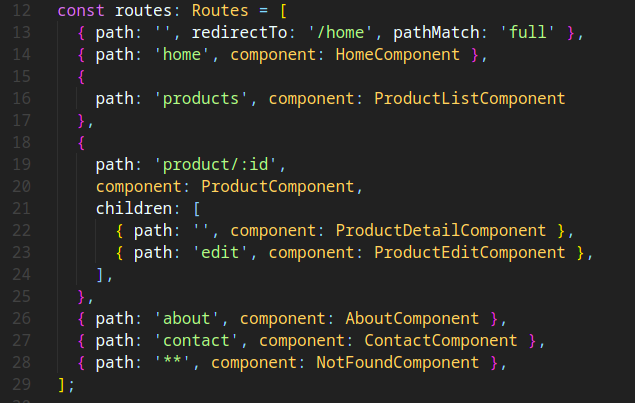 12 const routes: Routes = [
13 { path: '', redirectTo: '/home', pathMatch: 'full' },
14 { path: 'home', component: HomeComponent },
15 {
16 path: 'products', component: ProductListComponent
17 },
18 {
19 path: 'product/:id',
20 component: ProductComponent,
21 children: [
22 { path: '', component: ProductDetailComponent },
23 { path: 'edit', component: ProductEditComponent },
24 ],
25 },
26 { path: 'about', component: AboutComponent },
27 { path: 'contact', component: ContactComponent },
28 { path: '**', component: NotFoundComponent },
29 ];